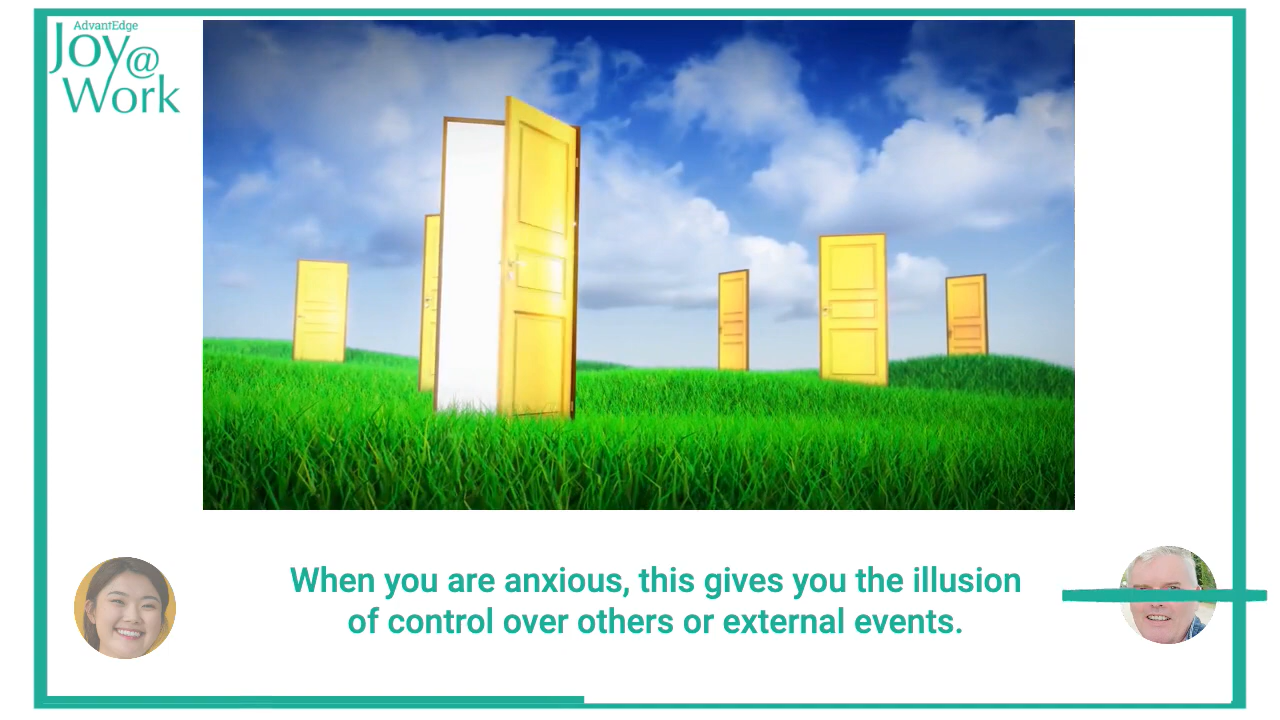 AdvantEdge
Joy@
Work
When you are anxious, this gives you the illusion
of control over others or external events.